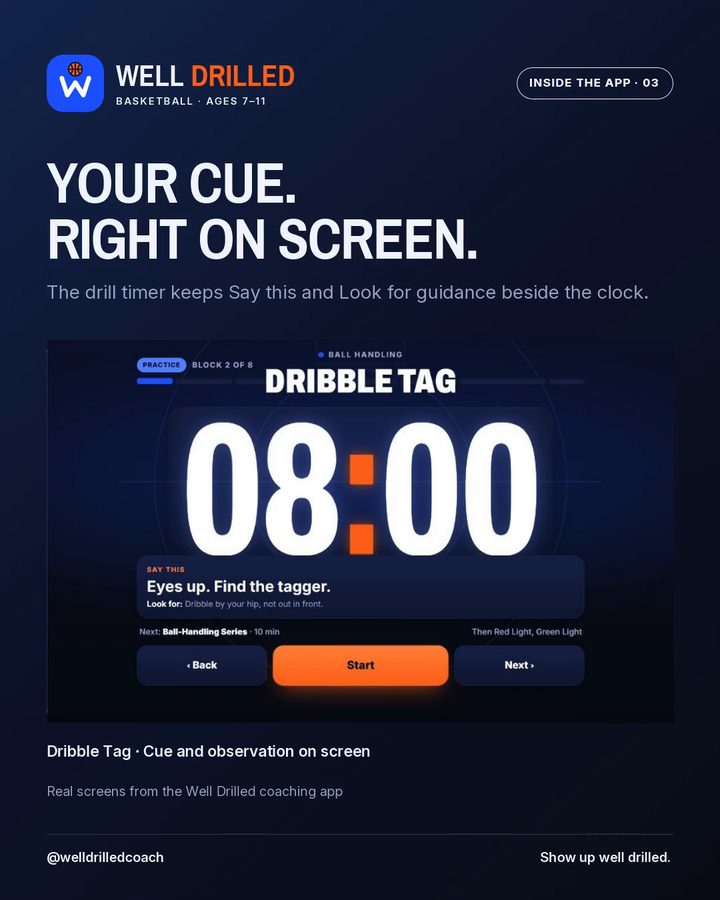 WELL DRILLED
BASKETBALL · AGES 7–11
INSIDE THE APP · 03
YOUR CUE.
RIGHT ON SCREEN.
The drill timer keeps Say this and Look for guidance beside the clock.
BALL HANDLING
PRACTICE BLOCK 2 OF 8
DRIBBLE TAG
08:00
SAY THIS
Eyes up. Find the tagger.
Look for: Dribble by your hip, not out in front.
Next: Ball-Handling Series · 10 min
Then Red Light, Green Light
‹ Back
Start
Next ›
Dribble Tag · Cue and observation on screen
Real screens from the Well Drilled coaching app
@welldrilledcoach
Show up well drilled.